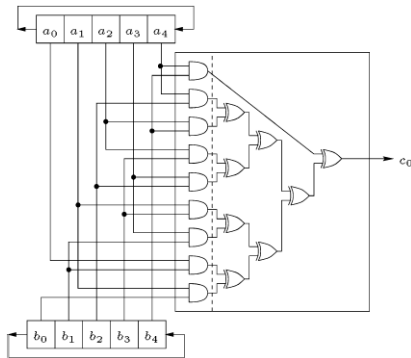 a₀ a₁ a₂ a₃ a₄
c₀
b₀ b₁ b₂ b₃ b₄